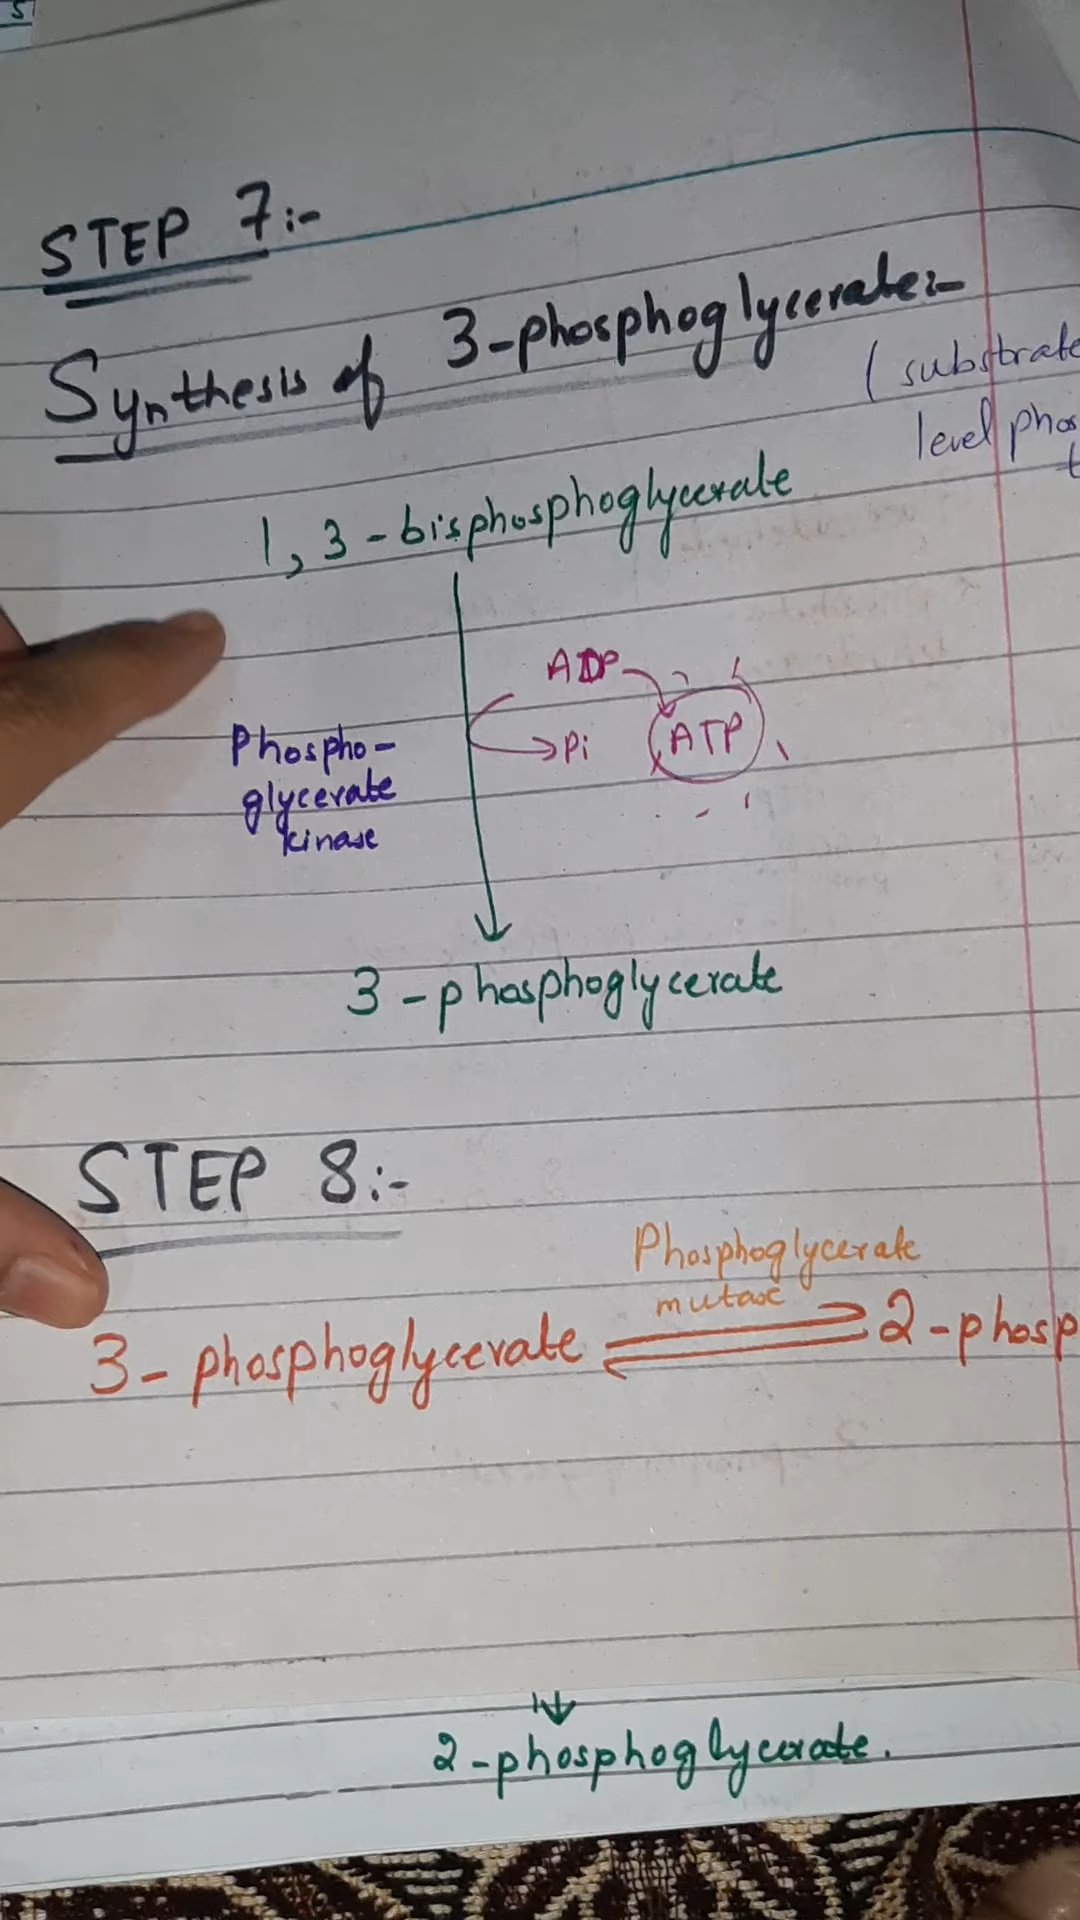 STEP 7:-
Synthesis of 3-phosphoglycerate:-
(substrate
level phos
1, 3-bisphosphoglycerate
ADP
Pi ATP
Phospho-
glycerate
kinase
3-phosphoglycerate
STEP 8:-
Phosphoglycerate
mutase
3-phosphoglycerate 2-phosp
2-phosphoglycerate.